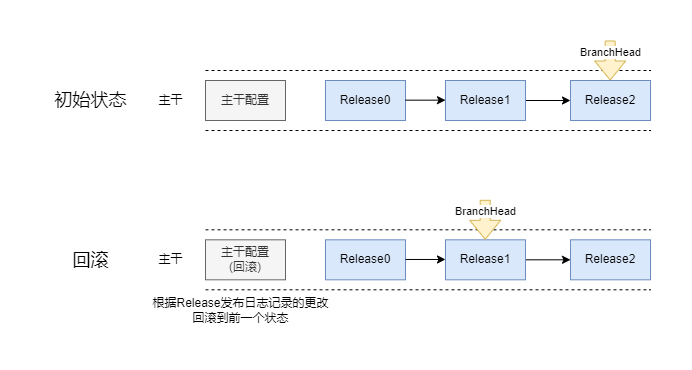 BranchHead
初始状态
主干
主干配置
Release0
Release1
Release2
BranchHead
回滚
主干
主干配置
(回滚)
Release0
Release1
Release2
根据Release发布日志记录的更改
回滚到前一个状态